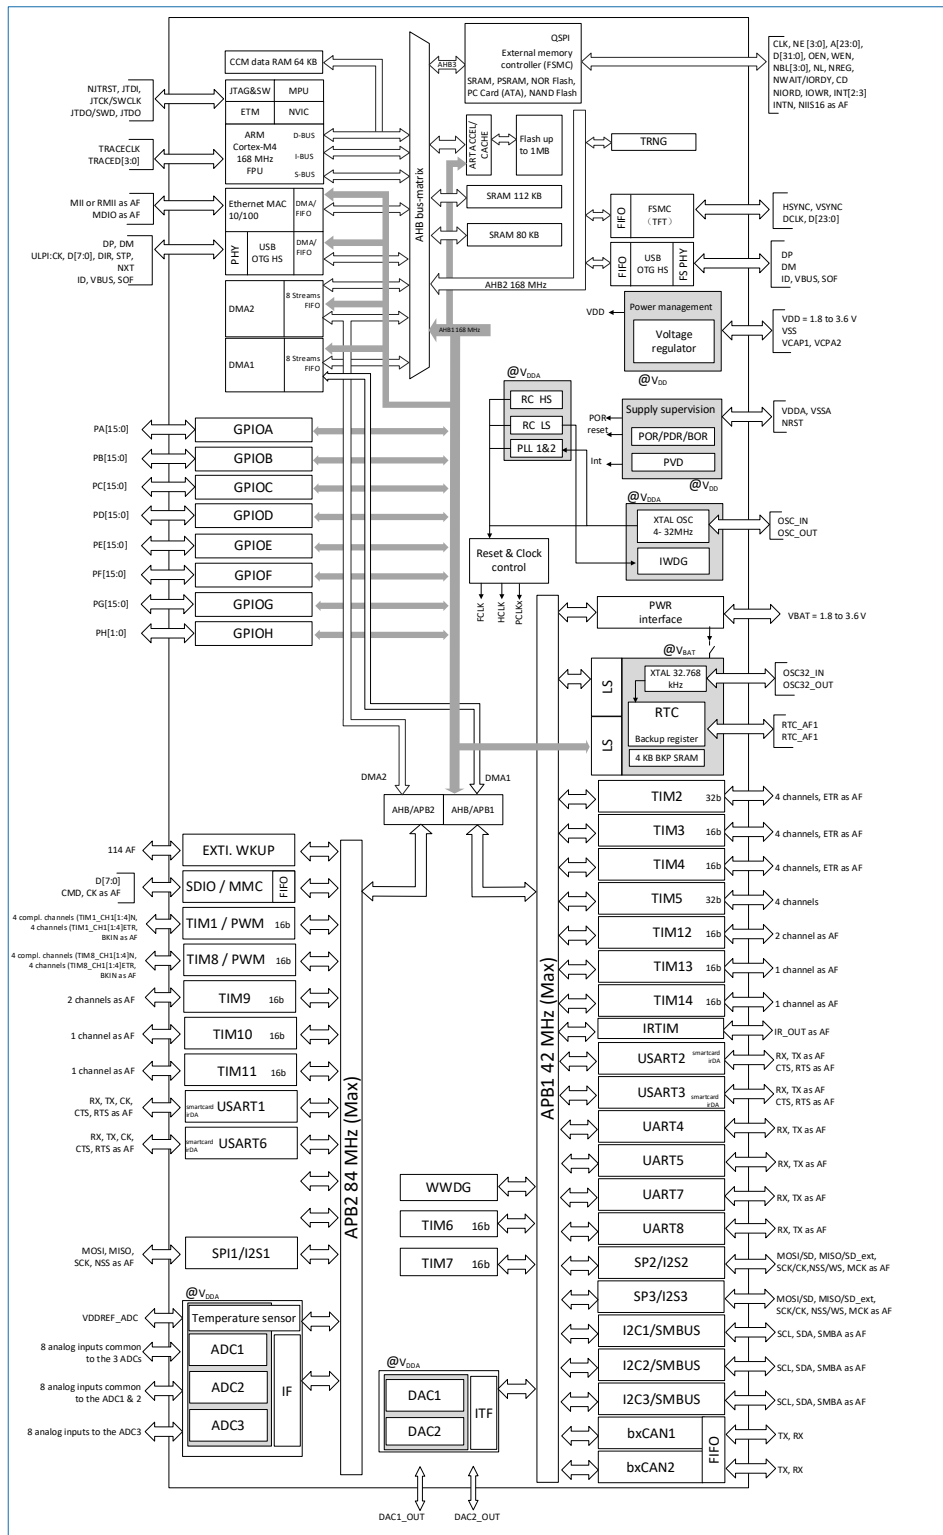 QSPI
External memory
controller (FSMC)
SRAM, PSRAM, NOR Flash,
PC Card (ATA), NAND Flash
CLK, NE [3:0], A[23:0],
D[31:0], OEN, WEN,
NBL[3:0], NL, NREG,
NWAIT/IORDY, CD
NIORD, IOWR, INT[2:3]
INTN, NIIS16 as AF
CCM data RAM 64 KB
AHB3
NJTRST, JTDI,
JTCK/SWCLK
JTDO/SWD, JTDO
JTAG&SW
MPU
ETM
NVIC
TRACECLK
TRACED[3:0]
ARM
Cortex-M4
168 MHz
FPU
D-BUS
I-BUS
S-BUS
AHB bus-matrix
ART ACCEL/
CACHE
Flash up
to 1MB
TRNG
MII or RMII as AF
MDIO as AF
Ethernet MAC
10/100
DMA/
FIFO
SRAM 112 KB
FIFO
FSMC
(TFT)
HSYNC, VSYNC
DCLK, D[23:0]
DP, DM
ULPI:CK, D[7:0], DIR, STP,
NXT
ID, VBUS, SOF
PHY
USB
OTG HS
DMA/
FIFO
SRAM 80 KB
FIFO
USB
OTG HS
FS PHY
DP
DM
ID, VBUS, SOF
AHB2 168 MHz
DMA2
8 Streams
FIFO
AHB1 168 MHz
DMA1
8 Streams
FIFO
Power management
VDD
Voltage
regulator
@VDD
VDD = 1.8 to 3.6 V
VSS
VCAP1, VCPA2
@VDDA
RC HS
RC LS
PLL 1&2
POR
reset
Int
Supply supervision
POR/PDR/BOR
PVD
@VDD
VDDA, VSSA
NRST
PA[15:0]
GPIOA
PB[15:0]
GPIOB
PC[15:0]
GPIOC
PD[15:0]
GPIOD
PE[15:0]
GPIOE
PF[15:0]
GPIOF
PG[15:0]
GPIOG
PH[1:0]
GPIOH
@VDDA
XTAL OSC
4- 32MHz
IWDG
OSC_IN
OSC_OUT
Reset & Clock
control
FCLK
HCLK
PCLKx
PWR
interface
VBAT = 1.8 to 3.6 V
@VBAT
LS
LS
XTAL 32.768
kHz
RTC
Backup register
4 KB BKP SRAM
OSC32_IN
OSC32_OUT
RTC_AF1
RTC_AF1
DMA2
DMA1
AHB/APB2
AHB/APB1
APB2 84 MHz (Max)
APB1 42 MHz (Max)
114 AF
EXTI. WKUP
D[7:0]
CMD, CK as AF
SDIO / MMC
FIFO
4 compl. channels (TIM1_CH1[1:4]N,
4 channels (TIM1_CH1[1:4]ETR,
BKIN as AF
TIM1 / PWM 16b
4 compl. channels (TIM8_CH1[1:4]N,
4 channels (TIM8_CH1[1:4]ETR,
BKIN as AF
TIM8 / PWM 16b
2 channels as AF
TIM9 16b
1 channel as AF
TIM10 16b
1 channel as AF
TIM11 16b
RX, TX, CK,
CTS, RTS as AF
smartcard
irDA
USART1
RX, TX, CK,
CTS, RTS as AF
smartcard
irDA
USART6
MOSI, MISO,
SCK, NSS as AF
SPI1/I2S1
@VDDA
VDDREF_ADC
Temperature sensor
8 analog inputs common
to the 3 ADCs
ADC1
8 analog inputs common
to the ADC1 & 2
ADC2
8 analog inputs to the ADC3
ADC3
IF
WWDG
TIM6 16b
TIM7 16b
@VDDA
DAC1
DAC2
ITF
DAC1_OUT
DAC2_OUT
TIM2 32b
4 channels, ETR as AF
TIM3 16b
4 channels, ETR as AF
TIM4 16b
4 channels, ETR as AF
TIM5 32b
4 channels
TIM12 16b
2 channel as AF
TIM13 16b
1 channel as AF
TIM14 16b
1 channel as AF
IRTIM
IR_OUT as AF
USART2
smartcard
irDA
RX, TX as AF
CTS, RTS as AF
USART3
smartcard
irDA
RX, TX as AF
CTS, RTS as AF
UART4
RX, TX as AF
UART5
RX, TX as AF
UART7
RX, TX as AF
UART8
RX, TX as AF
SP2/I2S2
MOSI/SD, MISO/SD_ext,
SCK/CK,NSS/WS, MCK as AF
SP3/I2S3
MOSI/SD, MISO/SD_ext,
SCK/CK, NSS/WS, MCK as AF
I2C1/SMBUS
SCL, SDA, SMBA as AF
I2C2/SMBUS
SCL, SDA, SMBA as AF
I2C3/SMBUS
SCL, SDA, SMBA as AF
bxCAN1
FIFO
TX, RX
bxCAN2
TX, RX